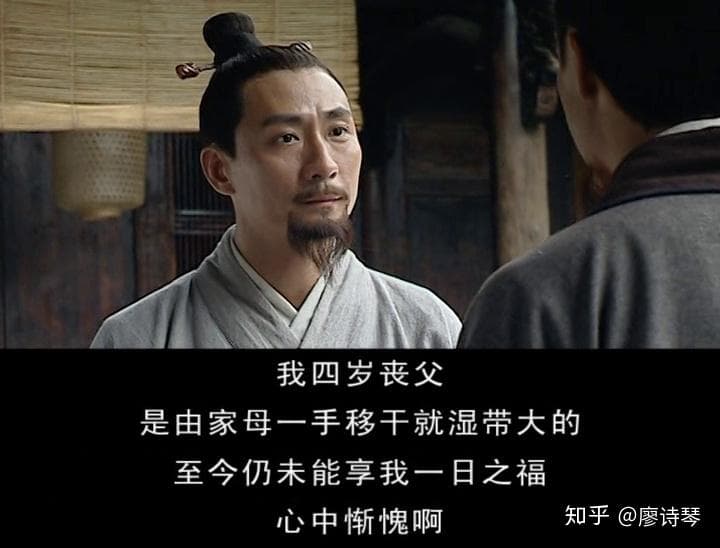 我四岁丧父
是由家母一手移干就湿带大的
至今仍未能享我一日之福
心中惭愧啊
知乎 @廖诗琴